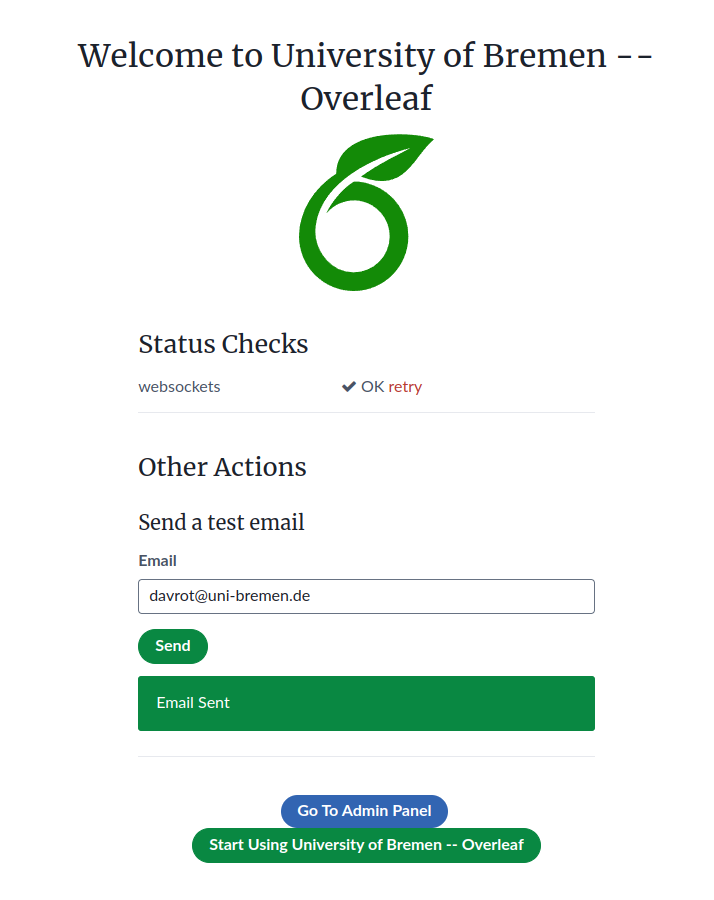 Welcome to University of Bremen --
Overleaf
Status Checks
websockets
OK retry
Other Actions
Send a test email
Email
davrot@uni-bremen.de
Send
Email Sent
Go To Admin Panel
Start Using University of Bremen -- Overleaf